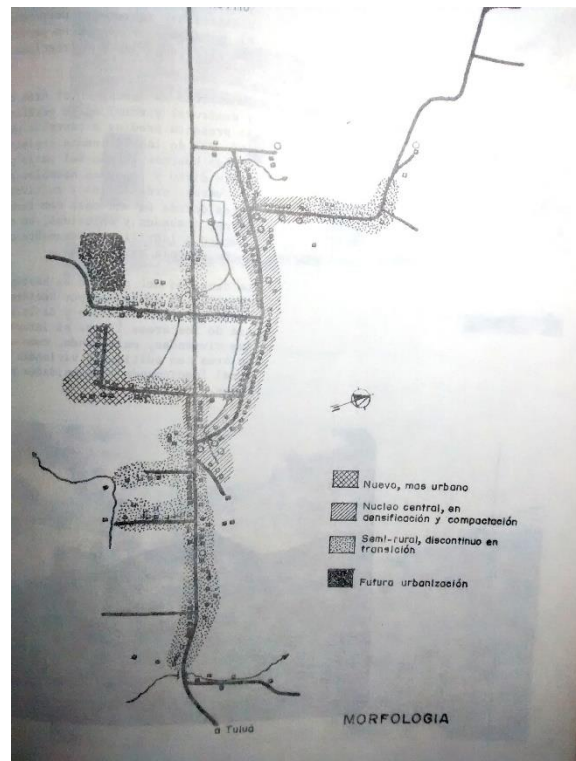 Nuevo, mas urbano
Nucleo central, en
densificación y compactación
Semi-rural, discontinuo en
transición
Futura urbanización
MORFOLOGIA
a Tuluá